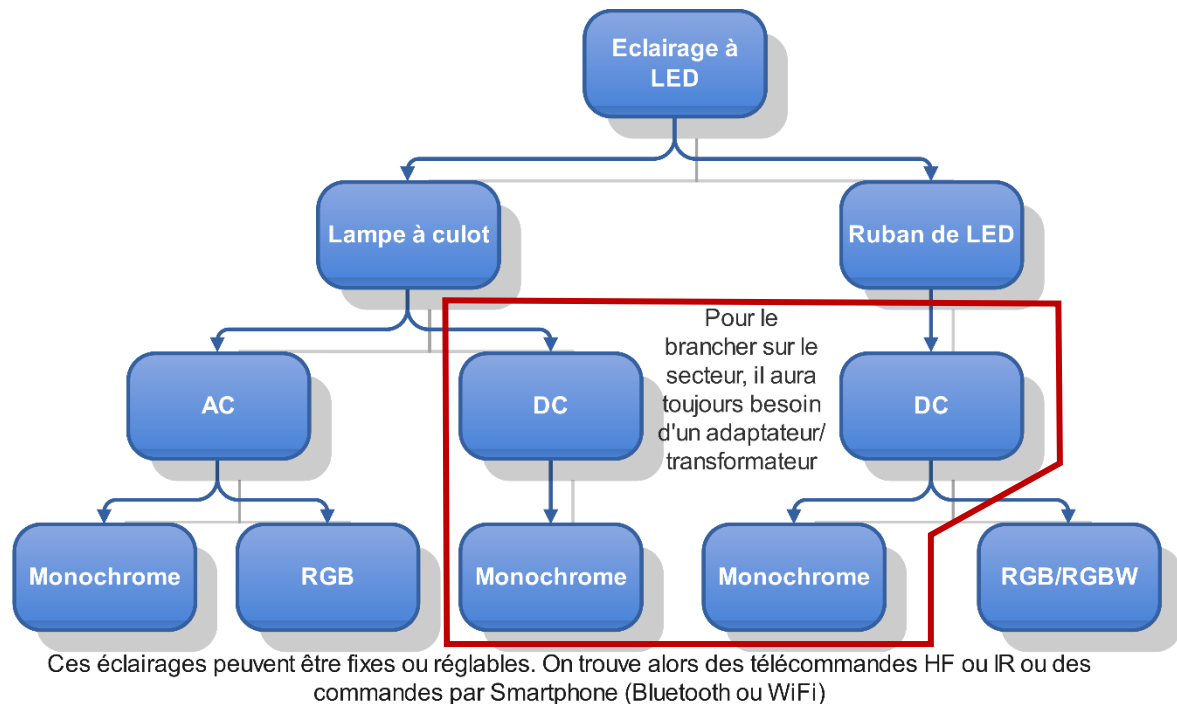 Eclairage à
LED
Lampe à culot
Ruban de LED
Pour le
brancher sur le
secteur, il aura
toujours besoin
d'un adaptateur/
transformateur
AC
DC
DC
Monochrome
RGB
Monochrome
Monochrome
RGB/RGBW
Ces éclairages peuvent être fixes ou réglables. On trouve alors des télécommandes HF ou IR ou des
commandes par Smartphone (Bluetooth ou WiFi)